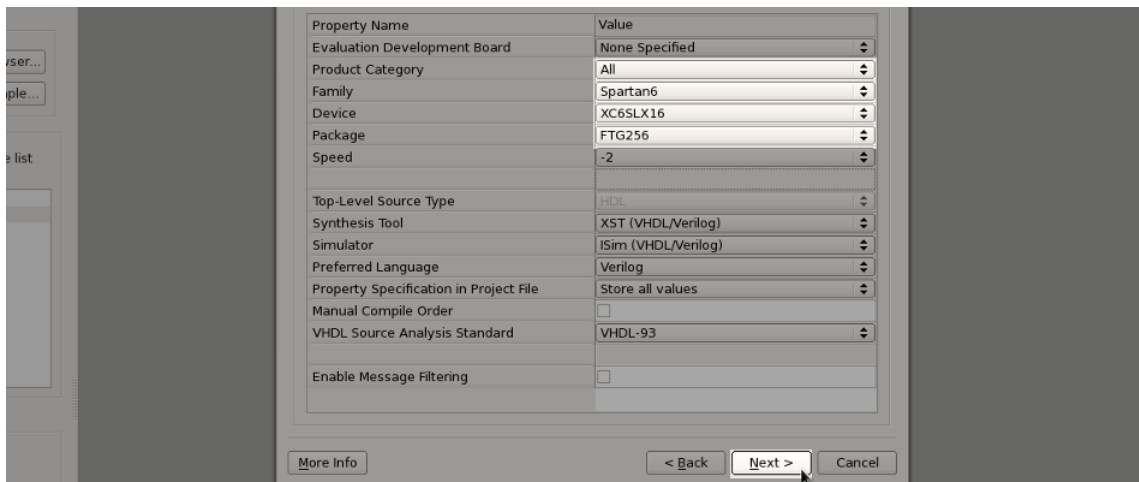 Property Name Value
Evaluation Development Board None Specified
wser... Product Category All
Family Spartan6
ple... Device XC6SLX16
Package FTG256
e list Speed -2
Top-Level Source Type HDL
Synthesis Tool XST (VHDL/Verilog)
Simulator ISim (VHDL/Verilog)
Preferred Language Verilog
Property Specification in Project File Store all values
Manual Compile Order
VHDL Source Analysis Standard VHDL-93
Enable Message Filtering
More Info < Back Next > Cancel